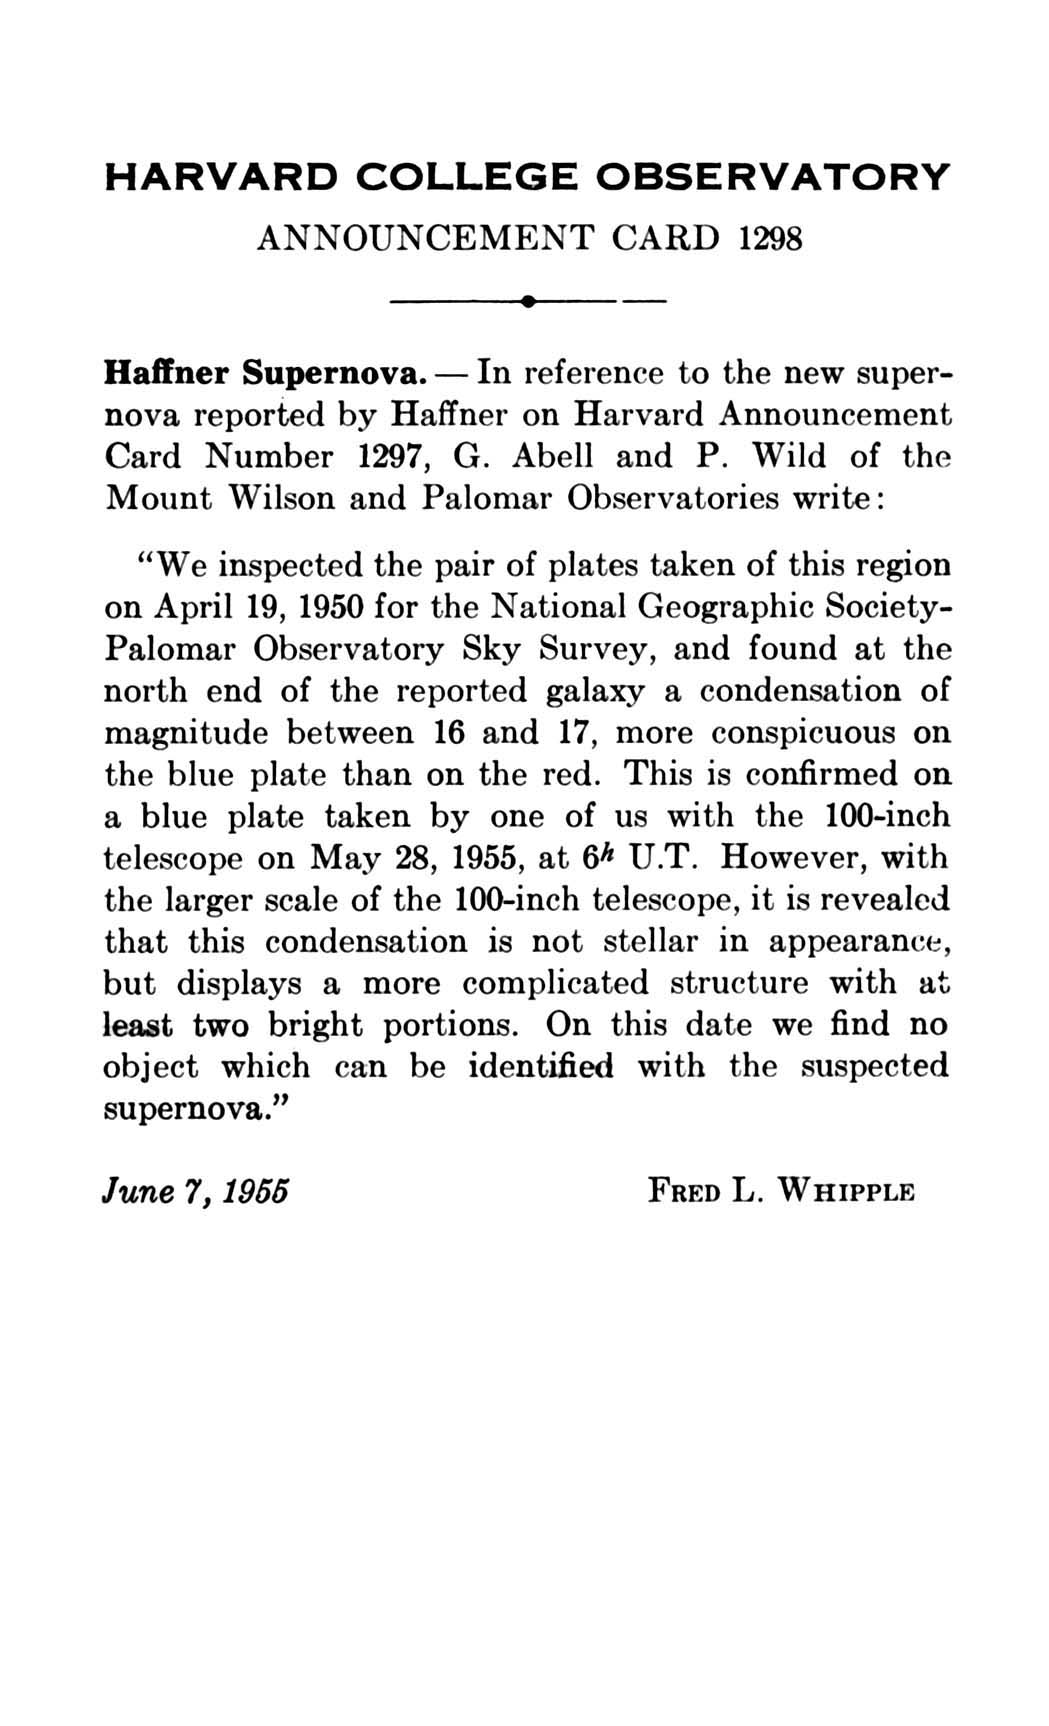 HARVARD COLLEGE OBSERVATORY
ANNOUNCEMENT CARD 1298
Haffner Supernova. — In reference to the new super-
nova reported by Haffner on Harvard Announcement
Card Number 1297, G. Abell and P. Wild of the
Mount Wilson and Palomar Observatories write:
"We inspected the pair of plates taken of this region
on April 19, 1950 for the National Geographic Society-
Palomar Observatory Sky Survey, and found at the
north end of the reported galaxy a condensation of
magnitude between 16 and 17, more conspicuous on
the blue plate than on the red. This is confirmed on
a blue plate taken by one of us with the 100-inch
telescope on May 28, 1955, at 6h U.T. However, with
the larger scale of the 100-inch telescope, it is revealed
that this condensation is not stellar in appearance,
but displays a more complicated structure with at
least two bright portions. On this date we find no
object which can be identified with the suspected
supernova."
June 7, 1955 FRED L. WHIPPLE